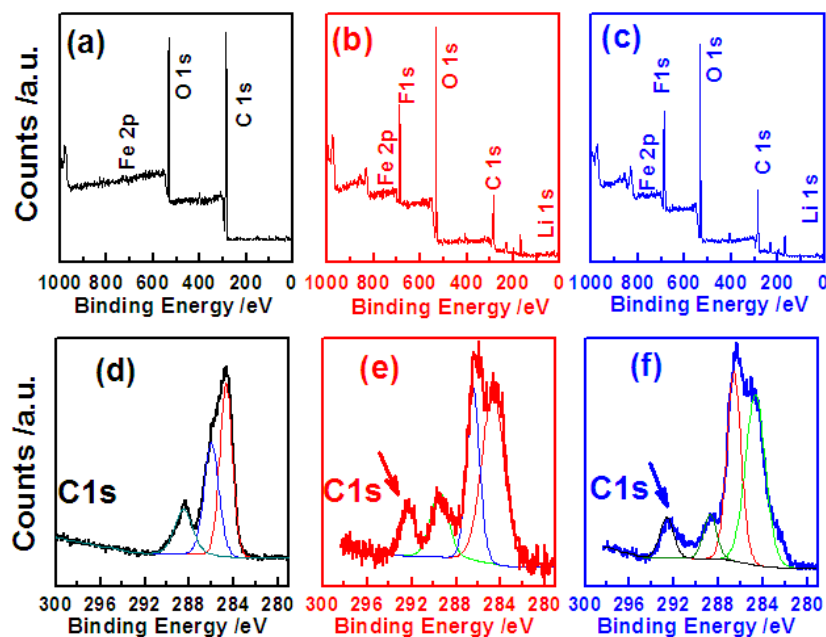 (a)
Fe 2p
O 1s
C 1s
Counts /a.u.
1000 800 600 400 200 0
Binding Energy /eV
(b)
Fe 2p
F1s
O 1s
C 1s
Li 1s
1000 800 600 400 200 0
Binding Energy /eV
(c)
Fe 2p
F1s
O 1s
C 1s
Li 1s
1000 800 600 400 200 0
Binding Energy /eV
(d)
C1s
Counts /a.u.
300 296 292 288 284 280
Binding Energy /eV
(e)
C1s
300 296 292 288 284 280
Binding Energy /eV
(f)
C1s
300 296 292 288 284 280
Binding Energy /eV